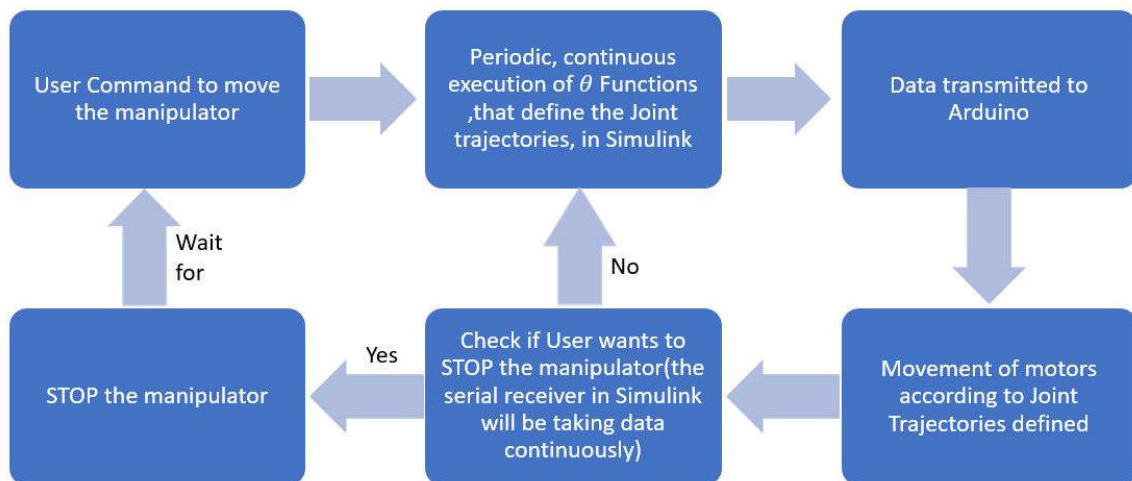 User Command to move
the manipulator
Periodic, continuous
execution of θ Functions
,that define the Joint
trajectories, in Simulink
Data transmitted to
Arduino
Wait
for
No
STOP the manipulator
Yes
Check if User wants to
STOP the manipulator(the
serial receiver in Simulink
will be taking data
continuously)
Movement of motors
according to Joint
Trajectories defined